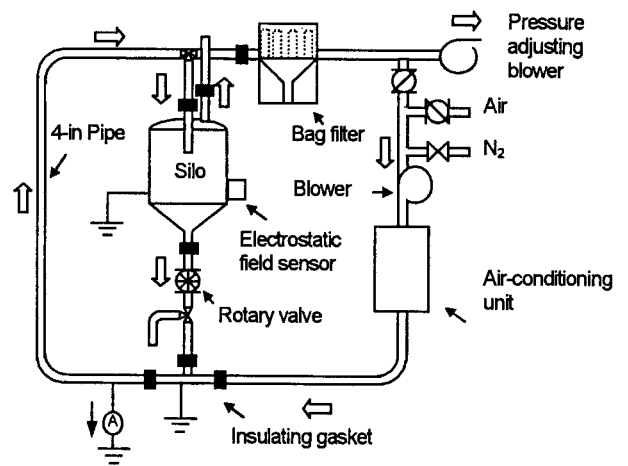 Pressure
adjusting
blower
Bag filter
Air
4-in Pipe
N₂
Silo
Blower
Electrostatic
field sensor
Air-conditioning
unit
Rotary valve
A
Insulating gasket